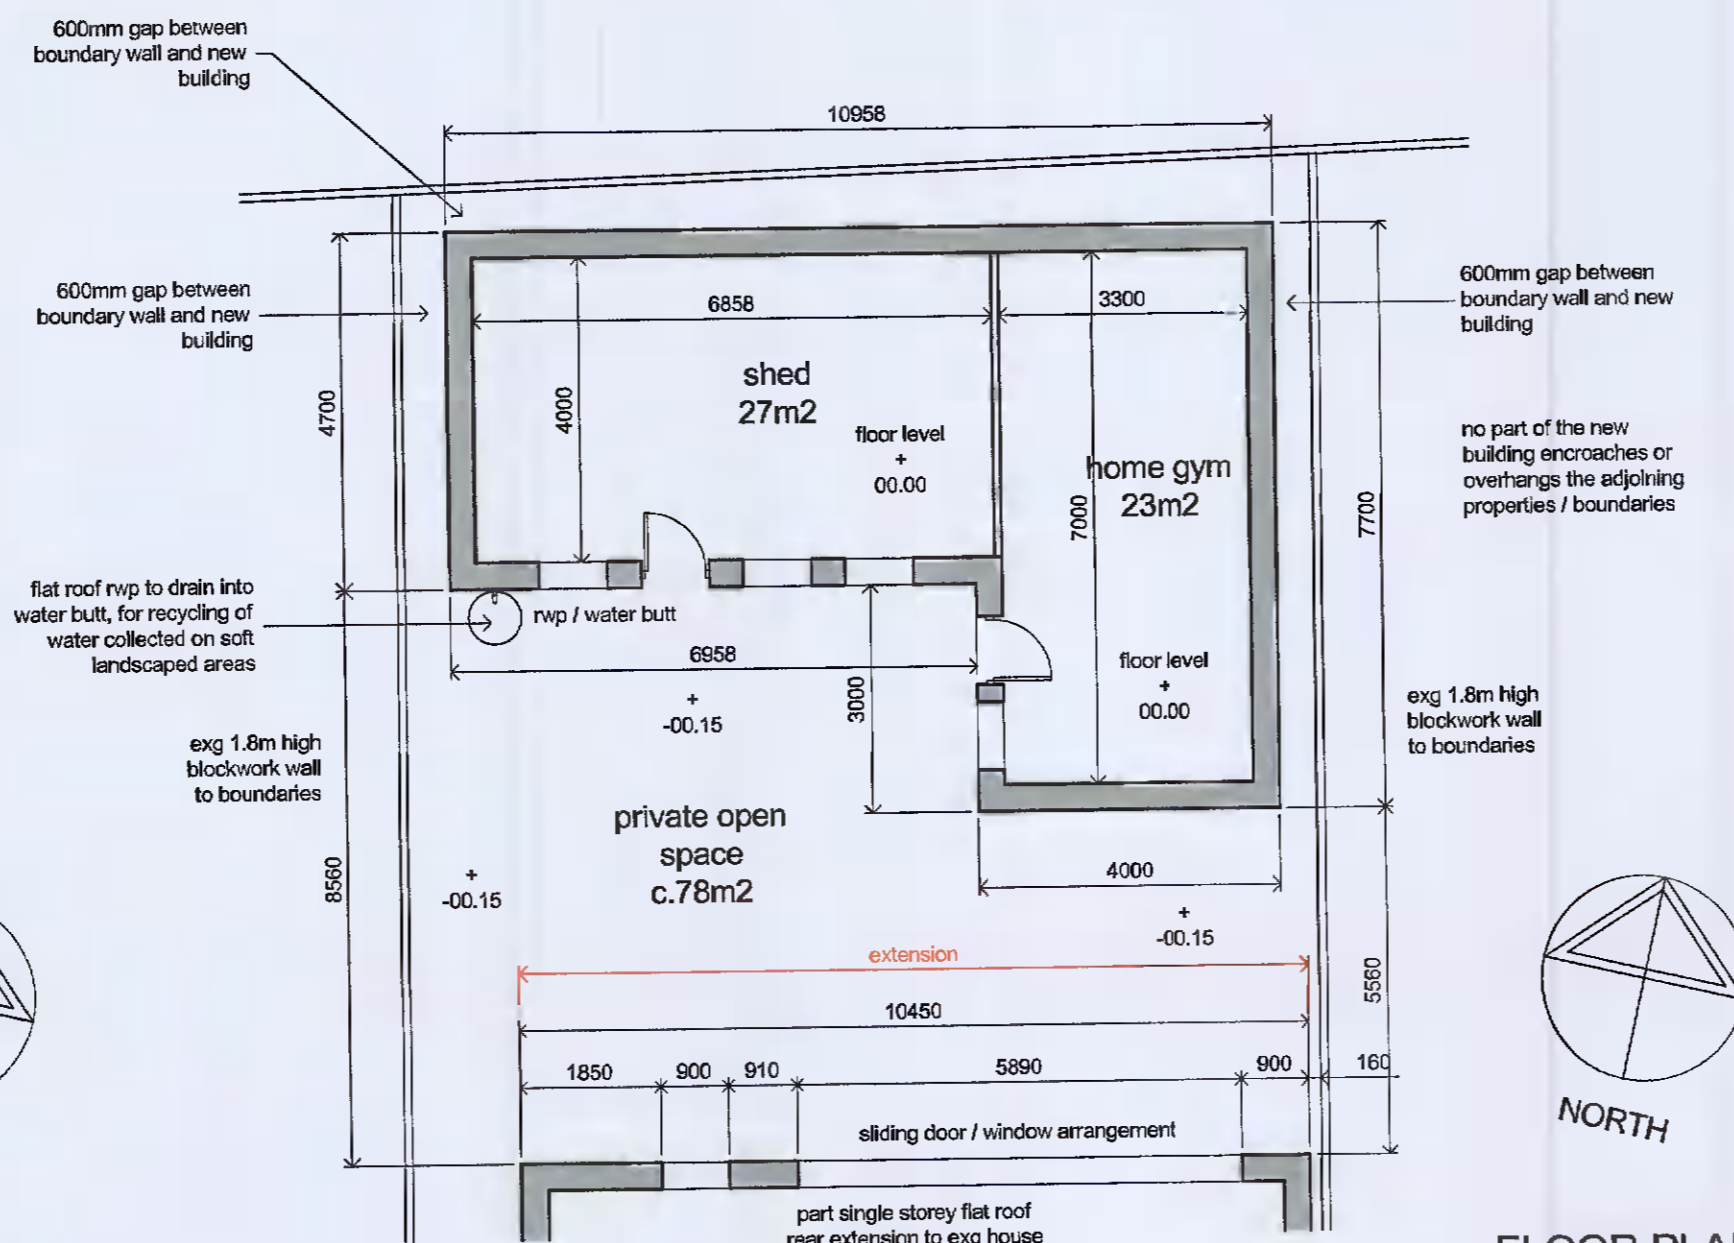 600mm gap between
boundary wall and new
building
10958
600mm gap between
boundary wall and new
building
4700
4000
6858
3300
shed
27m2
floor level
+
00.00
home gym
23m2
7000
600mm gap between
boundary wall and new
building
no part of the new
building encroaches or
overhangs the adjoining
properties / boundaries
7700
flat roof rwp to drain into
water butt, for recycling of
water collected on soft
landscaped areas
rwp / water butt
6958
3000
floor level
+
00.00
+
-00.15
exg 1.8m high
blockwork wall
to boundaries
exg 1.8m high
blockwork wall
to boundaries
private open
space
c.78m2
8560
+
-00.15
4000
+
-00.15
extension
5560
10450
1850
900
910
5890
900
160
sliding door / window arrangement
part single storey flat roof
rear extension to exg house
NORTH
FLOOR